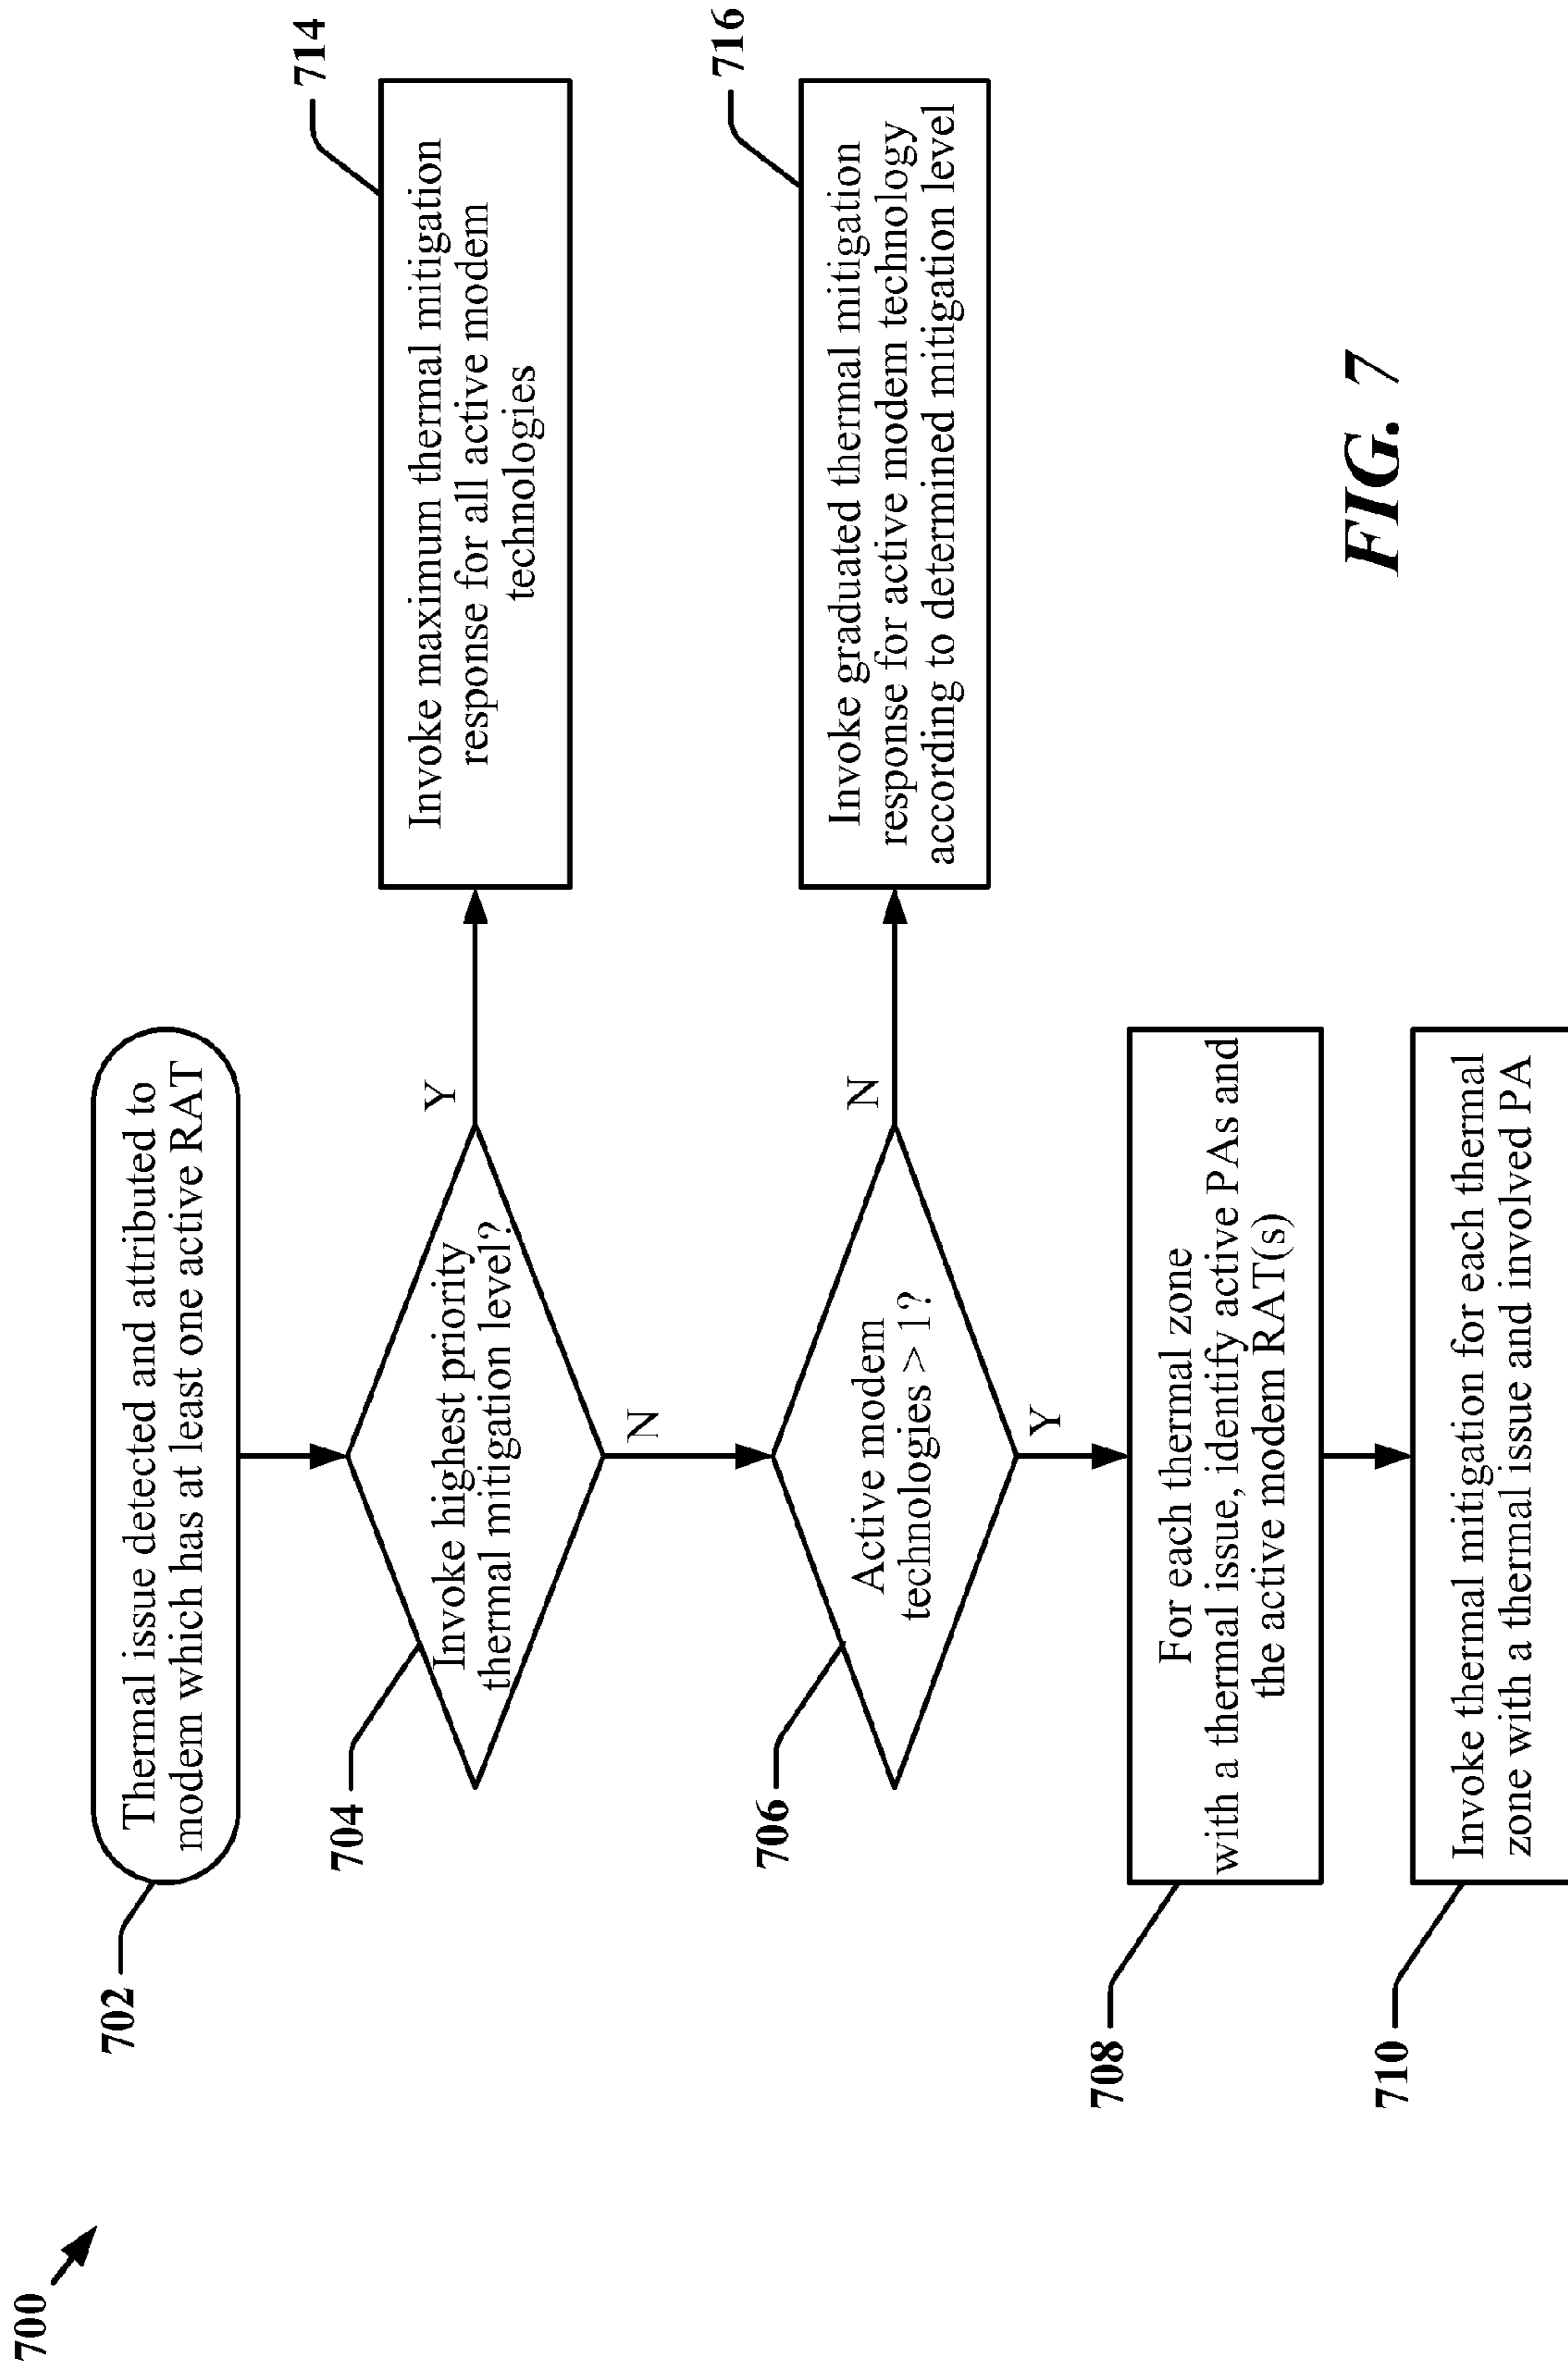 700
702
Thermal issue detected and attributed to
modem which has at least one active RAT
704
Invoke highest priority
thermal mitigation level?
Y
714
Invoke maximum thermal mitigation
response for all active modem
technologies
N
706
Active modem
technologies > 1?
N
716
Invoke graduated thermal mitigation
response for active modem technology
according to determined mitigation level
Y
708
For each thermal zone
with a thermal issue, identify active PAs and
the active modem RAT(s)
710
Invoke thermal mitigation for each thermal
zone with a thermal issue and involved PA
FIG. 7